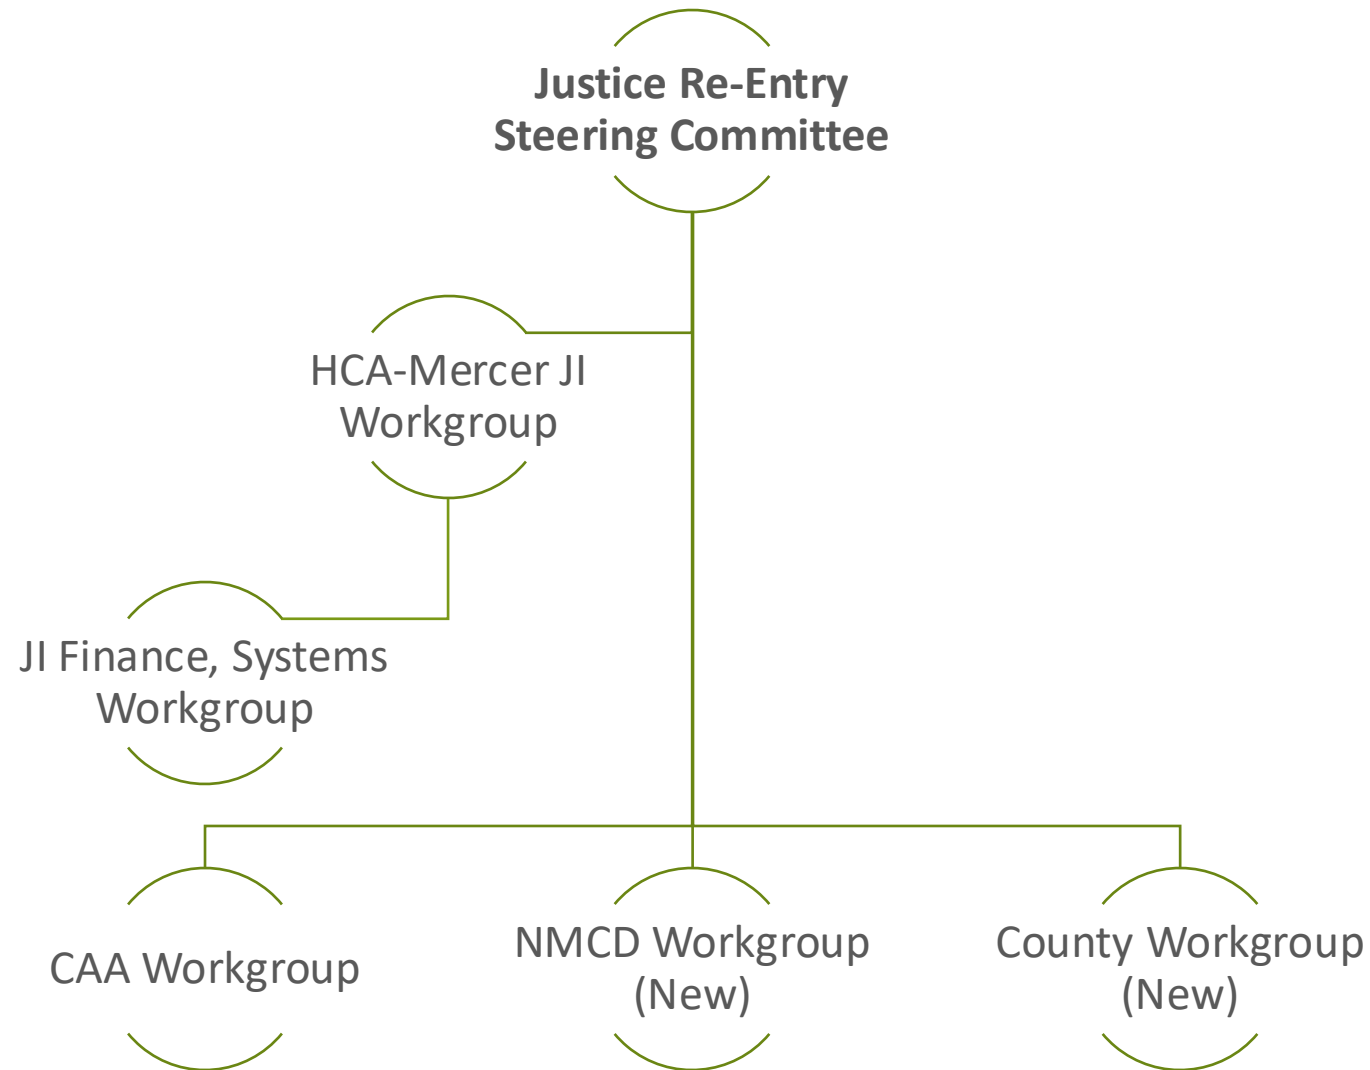 Justice Re-Entry
Steering Committee
HCA-Mercer JI
Workgroup
JI Finance, Systems
Workgroup
CAA Workgroup
NMCD Workgroup
(New)
County Workgroup
(New)